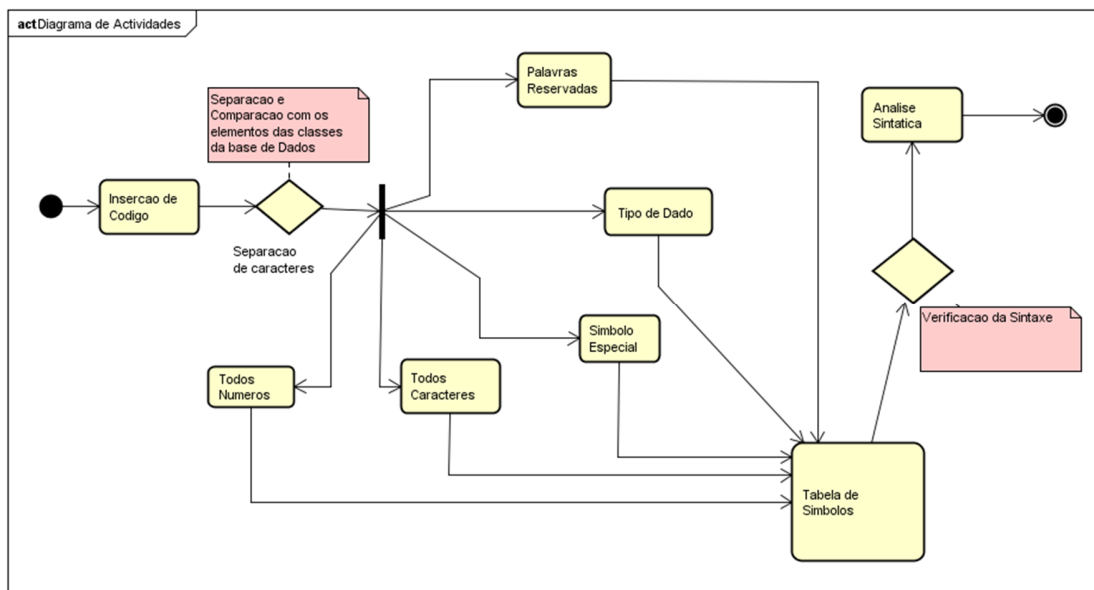 act Diagrama de Actividades
Separacao e
Comparacao com os
elementos das classes
da base de Dados
Insercao de
Codigo
Separacao
de caracteres
Palavras
Reservadas
Tipo de Dado
Simbolo
Especial
Todos
Numeros
Todos
Caracteres
Tabela de
Simbolos
Verificacao da Sintaxe
Analise
Sintatica